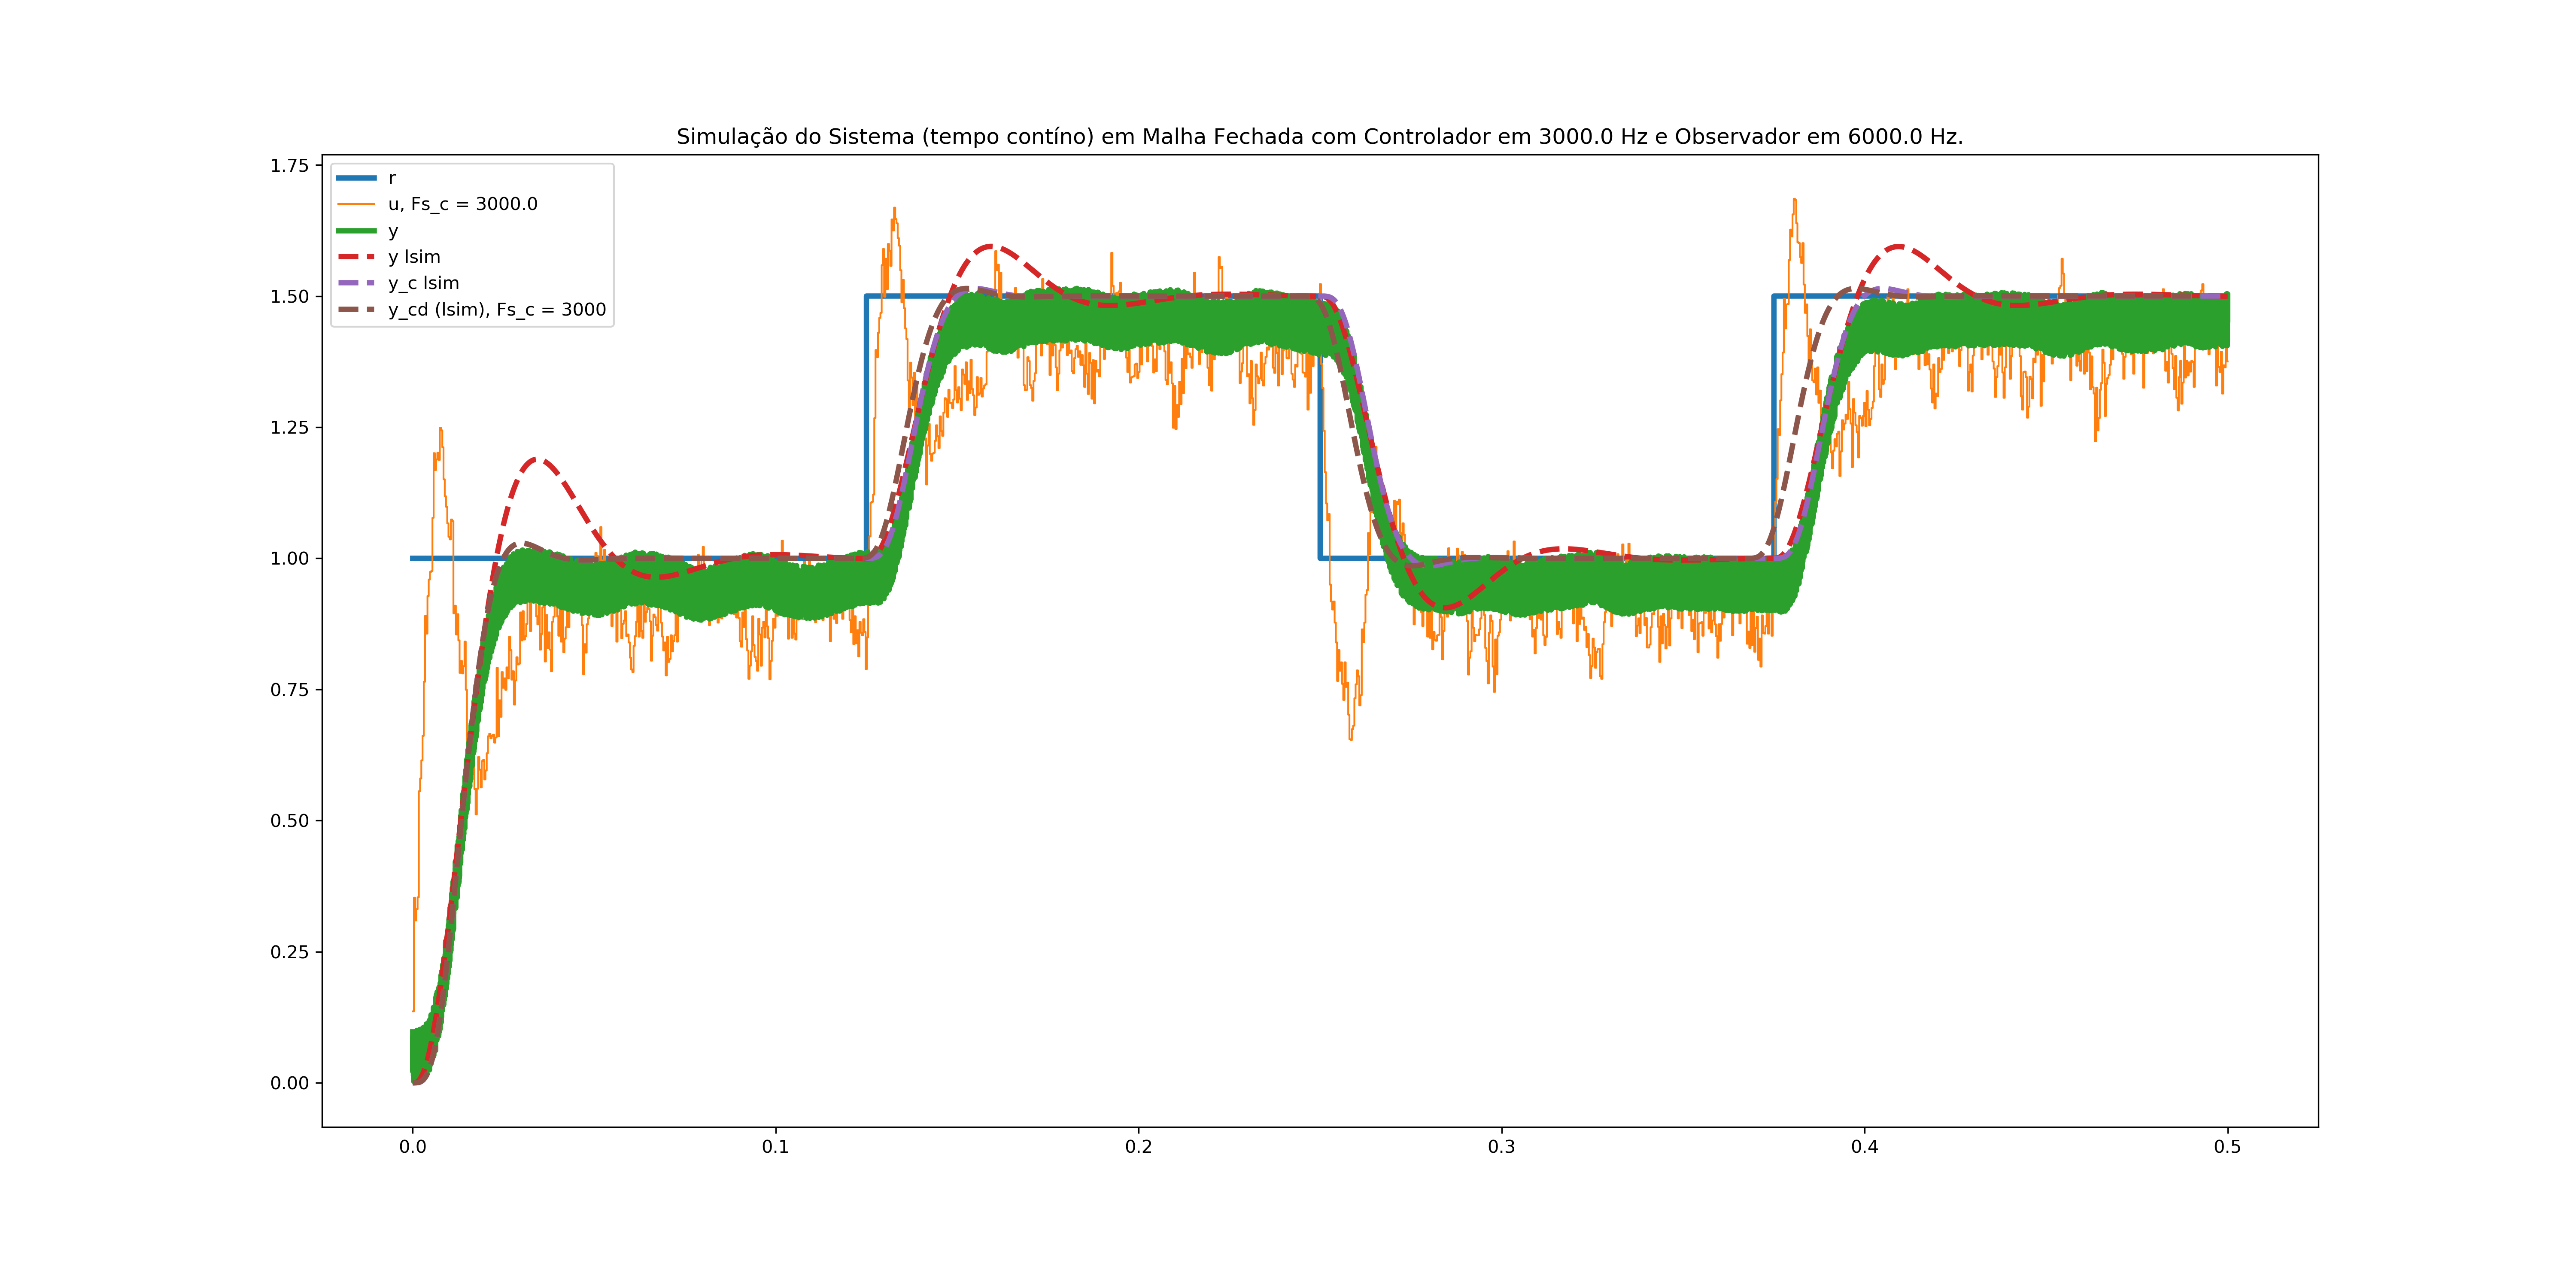 Simulação do Sistema (tempo contíno) em Malha Fechada com Controlador em 3000.0 Hz e Observador em 6000.0 Hz.
1.75
1.50
1.25
1.00
0.75
0.50
0.25
0.00
r
u, Fs_c = 3000.0
y
y lsim
y_c lsim
y_cd (lsim), Fs_c = 3000
0.0
0.1
0.2
0.3
0.4
0.5